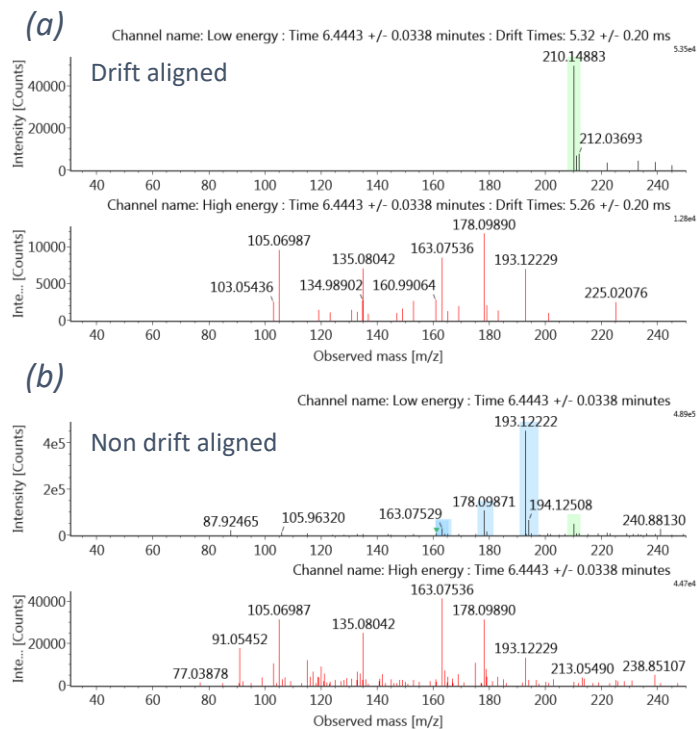 (a)
Channel name: Low energy : Time 6.4443 +/- 0.0338 minutes : Drift Times: 5.32 +/- 0.20 ms
5.35e4
Drift aligned
210.14883
212.03693
Intensity [Counts]
40000
20000
0
40 60 80 100 120 140 160 180 200 220 240
Channel name: High energy : Time 6.4443 +/- 0.0338 minutes : Drift Times: 5.26 +/- 0.20 ms
1.28e4
178.09890
105.06987
163.07536
135.08042
193.12229
103.05436
134.98902
160.99064
225.02076
Inte... [Counts]
10000
5000
0
40 60 80 100 120 140 160 180 200 220 240
Observed mass [m/z]
(b)
Channel name: Low energy : Time 6.4443 +/- 0.0338 minutes
4.89e5
Non drift aligned
193.12222
178.09871
194.12508
163.07529
87.92465
105.96320
240.88130
Intensity [Counts]
4e5
2e5
0
40 60 80 100 120 140 160 180 200 220 240
Channel name: High energy : Time 6.4443 +/- 0.0338 minutes
4.47e4
163.07536
105.06987
178.09890
135.08042
91.05452
193.12229
77.03878
213.05490
238.85107
Inte... [Counts]
40000
20000
0
40 60 80 100 120 140 160 180 200 220 240
Observed mass [m/z]